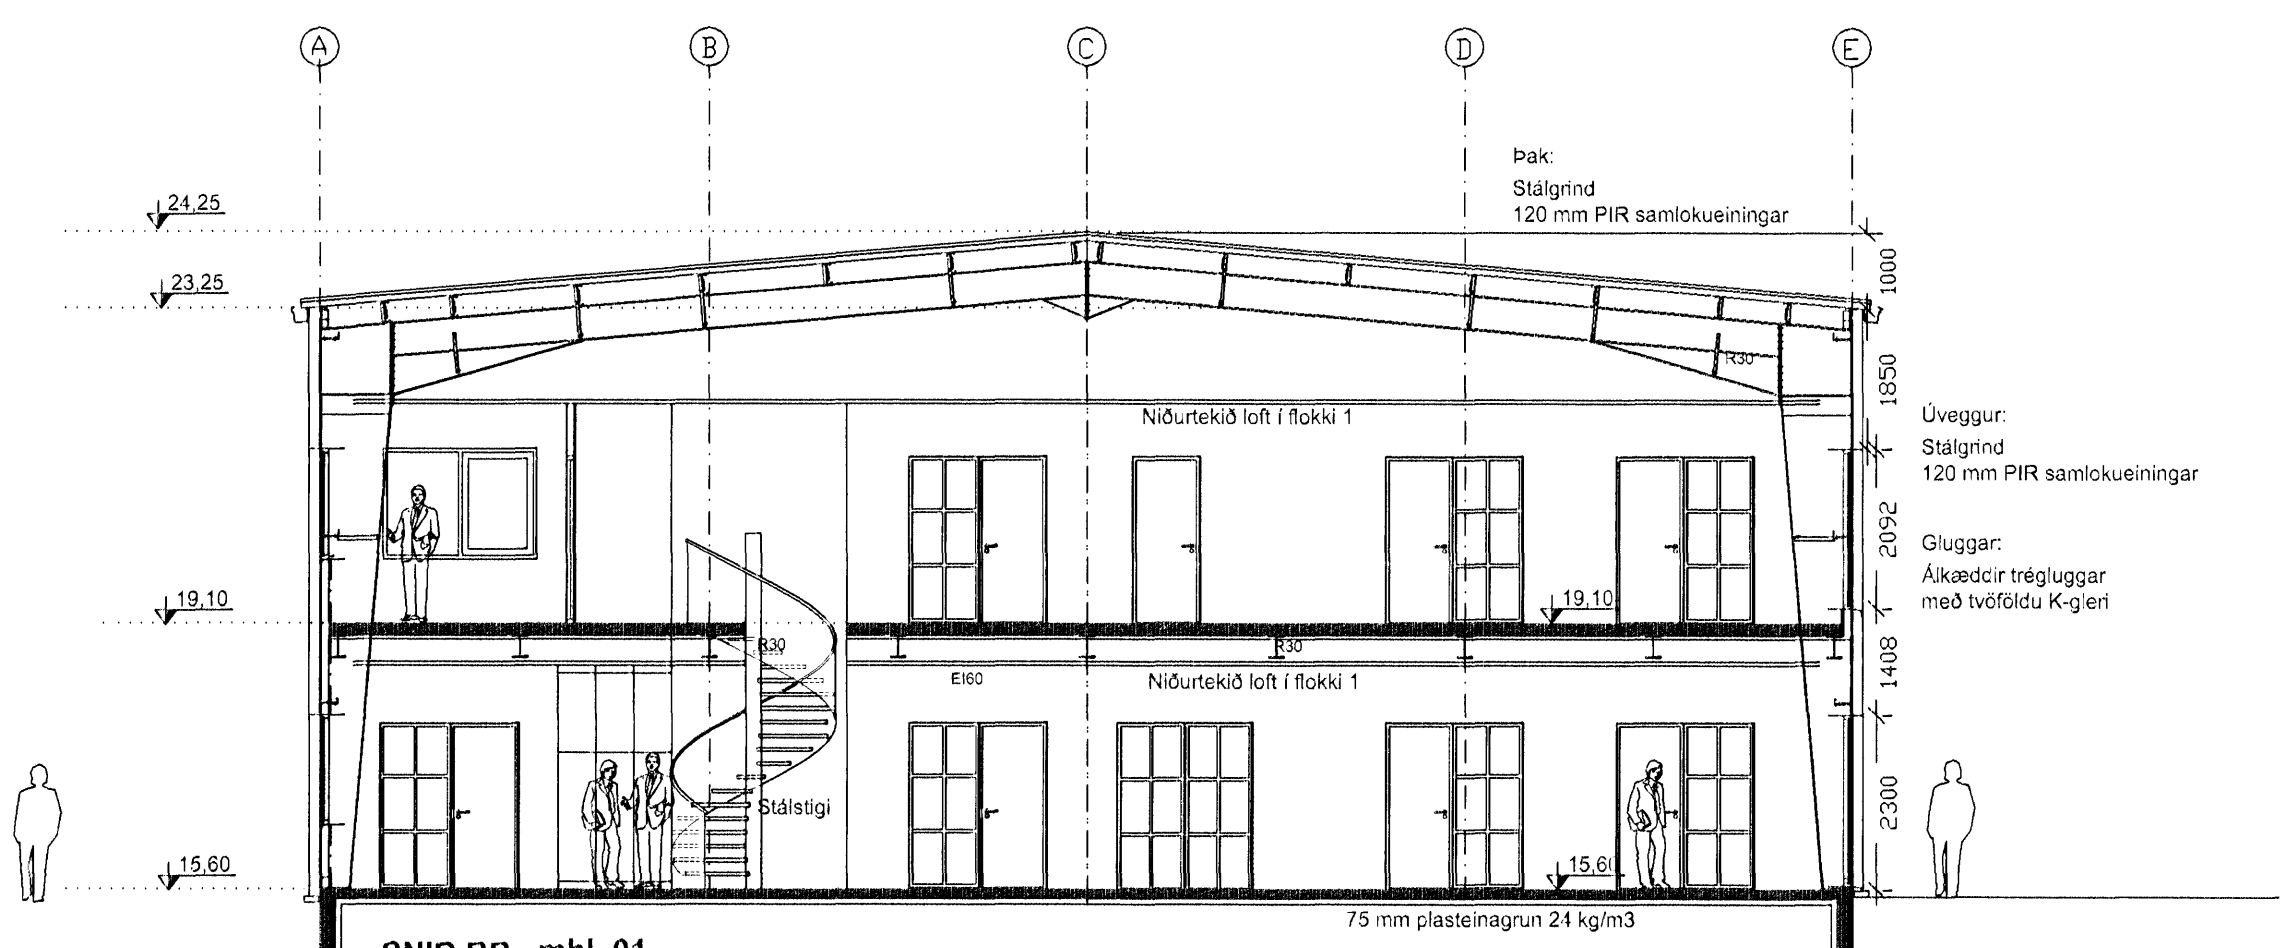 A B C D E
Þak:
Stálgrind
120 mm PIR samlokueiningar
24,25
23,25
1000
R30
1850
Niðurtekið loft í flokki 1
Úveggur:
Stálgrind
120 mm PIR samlokueiningar
2092
Gluggar:
Álkæddir trégluggar
með tvöföldu K-gleri
19,10
19,10
R30
R30
1408
EI60
Niðurtekið loft í flokki 1
2300
Stálstigi
15,60
15,60
75 mm plasteinagrun 24 kg/m3